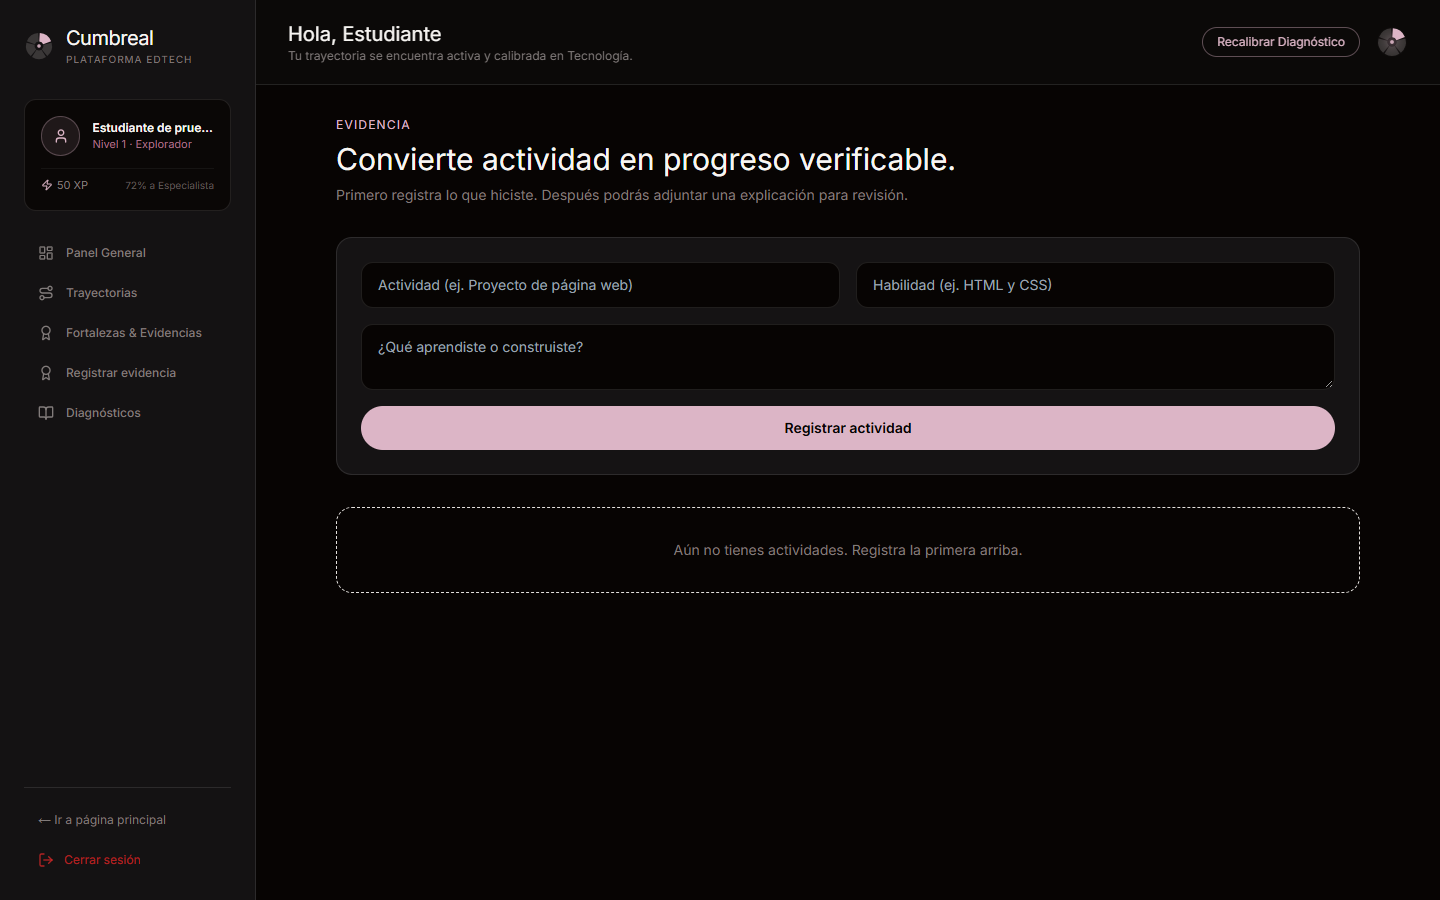 Cumbreal
PLATAFORMA EDTECH
Estudiante de prue...
Nivel 1 · Explorador
50 XP
72% a Especialista
Panel General
Trayectorias
Fortalezas & Evidencias
Registrar evidencia
Diagnósticos
← Ir a página principal
Cerrar sesión
Hola, Estudiante
Tu trayectoria se encuentra activa y calibrada en Tecnología.
Recalibrar Diagnóstico
EVIDENCIA
Convierte actividad en progreso verificable.
Primero registra lo que hiciste. Después podrás adjuntar una explicación para revisión.
Actividad (ej. Proyecto de página web)
Habilidad (ej. HTML y CSS)
¿Qué aprendiste o construiste?
Registrar actividad
Aún no tienes actividades. Registra la primera arriba.